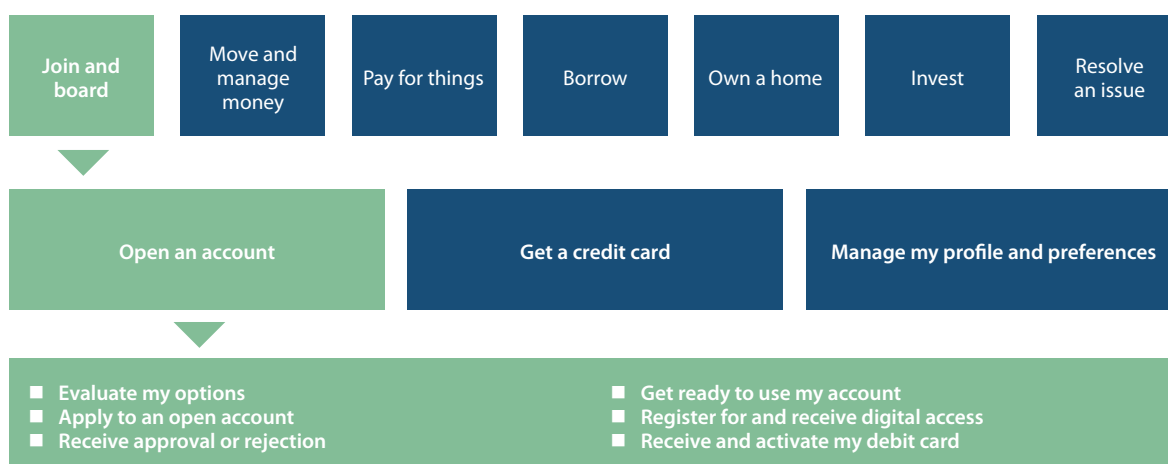 Join and
board
Move and
manage
money
Pay for things
Borrow
Own a home
Invest
Resolve
an issue
Open an account
Get a credit card
Manage my profile and preferences
Evaluate my options
Apply to an open account
Receive approval or rejection
Get ready to use my account
Register for and receive digital access
Receive and activate my debit card